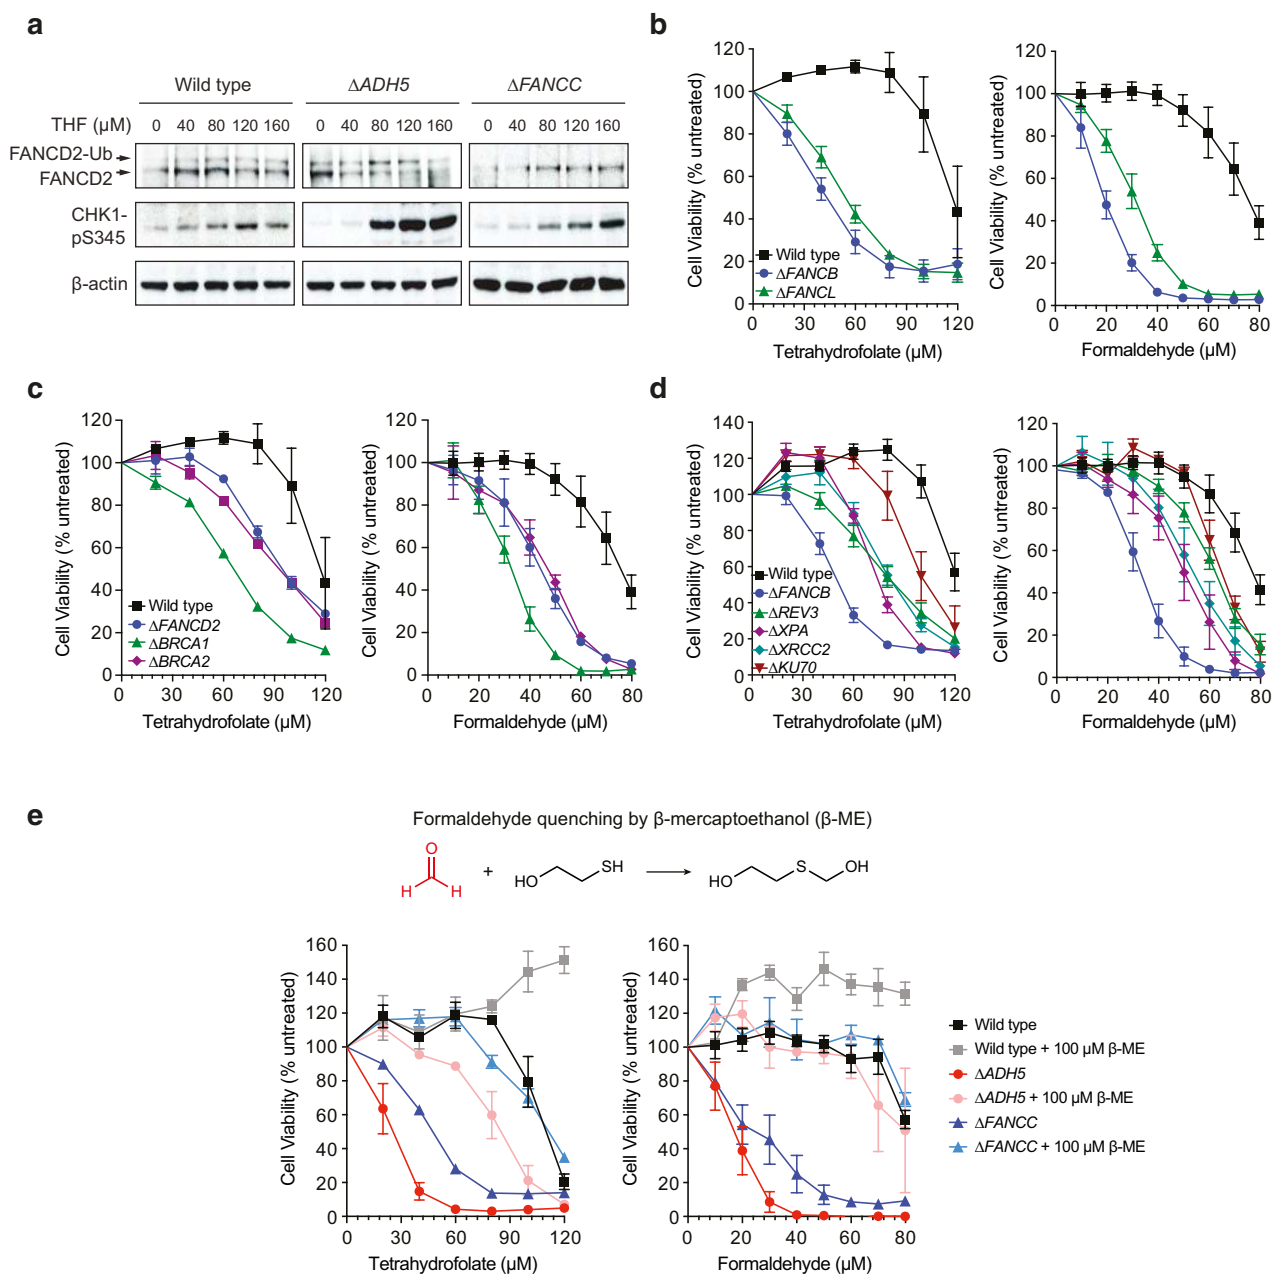 a
Wild type ΔADH5 ΔFANCC
THF (µM) 0 40 80 120 160 0 40 80 120 160 0 40 80 120 160
FANCD2-Ub
FANCD2
CHK1-
pS345
β-actin
b
Cell Viability (% untreated)
120
100
80
60
40
20
0
Wild type
ΔFANCB
ΔFANCL
0 30 60 90 120
Tetrahydrofolate (µM)
Cell Viability (% untreated)
120
100
80
60
40
20
0
0 20 40 60 80
Formaldehyde (µM)
c
Cell Viability (% untreated)
120
100
80
60
40
20
0
Wild type
ΔFANCD2
ΔBRCA1
ΔBRCA2
0 30 60 90 120
Tetrahydrofolate (µM)
Cell Viability (% untreated)
120
100
80
60
40
20
0
0 20 40 60 80
Formaldehyde (µM)
d
Cell Viability (% untreated)
140
120
100
80
60
40
20
0
Wild type
ΔFANCB
ΔREV3
ΔXPA
ΔXRCC2
ΔKU70
0 30 60 90 120
Tetrahydrofolate (µM)
Cell Viability (% untreated)
120
100
80
60
40
20
0
0 20 40 60 80
Formaldehyde (µM)
e
Formaldehyde quenching by β-mercaptoethanol (β-ME)
O
H H + HO SH HO S OH
Cell Viability (% untreated)
160
140
120
100
80
60
40
20
0
0 30 60 90 120
Tetrahydrofolate (µM)
Cell Viability (% untreated)
160
140
120
100
80
60
40
20
0
0 20 40 60 80
Formaldehyde (µM)
Wild type
Wild type + 100 µM β-ME
ΔADH5
ΔADH5 + 100 µM β-ME
ΔFANCC
ΔFANCC + 100 µM β-ME